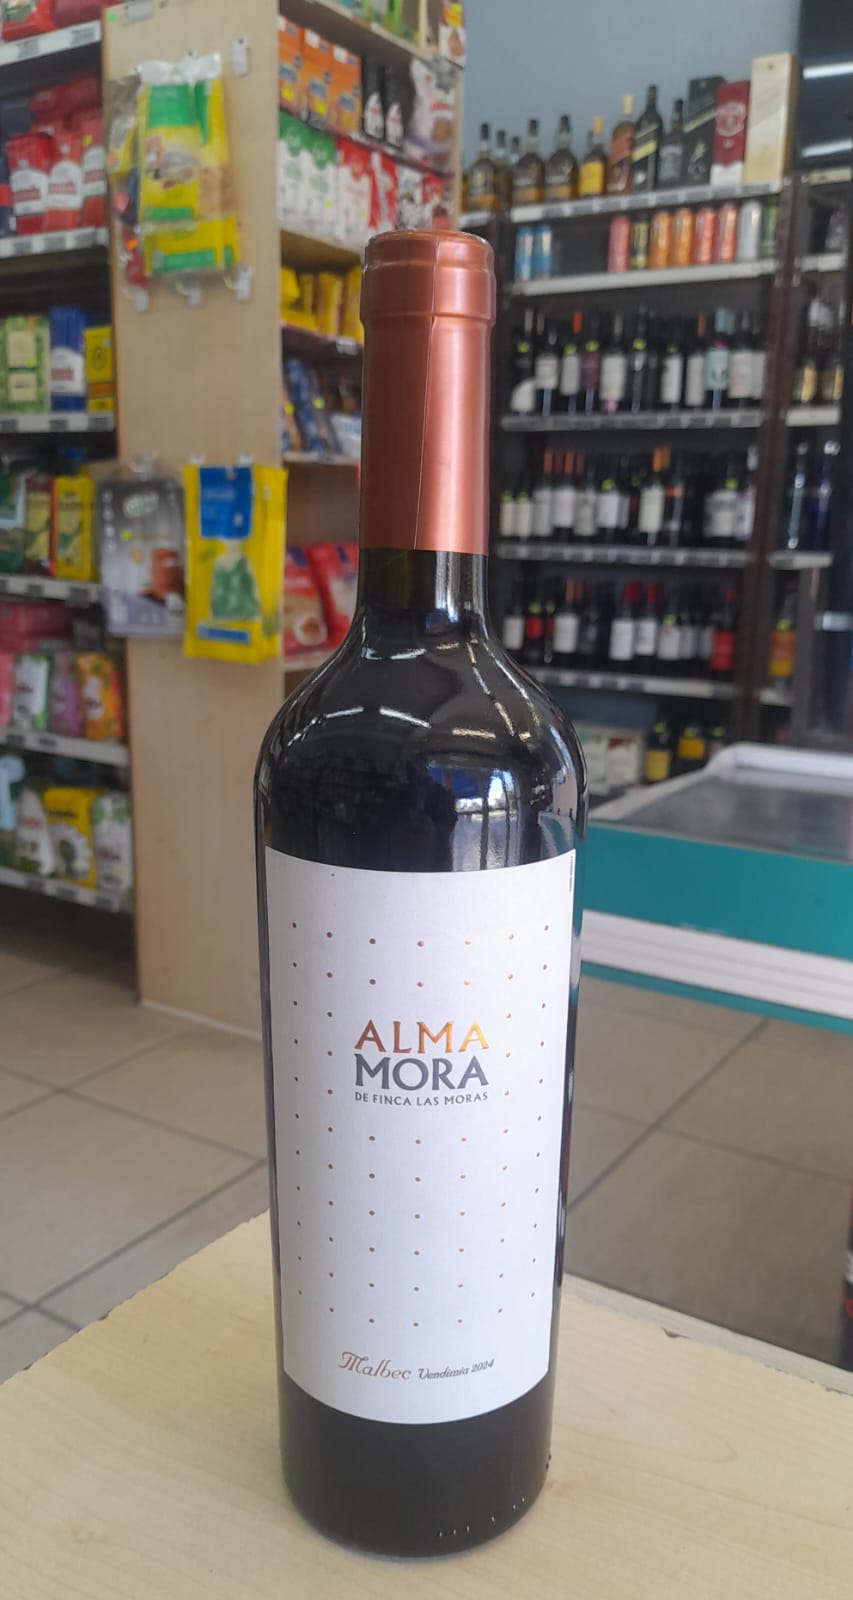 ALMA
MORA
DE FINCA LAS MORAS
Malbec Vendimia 2024